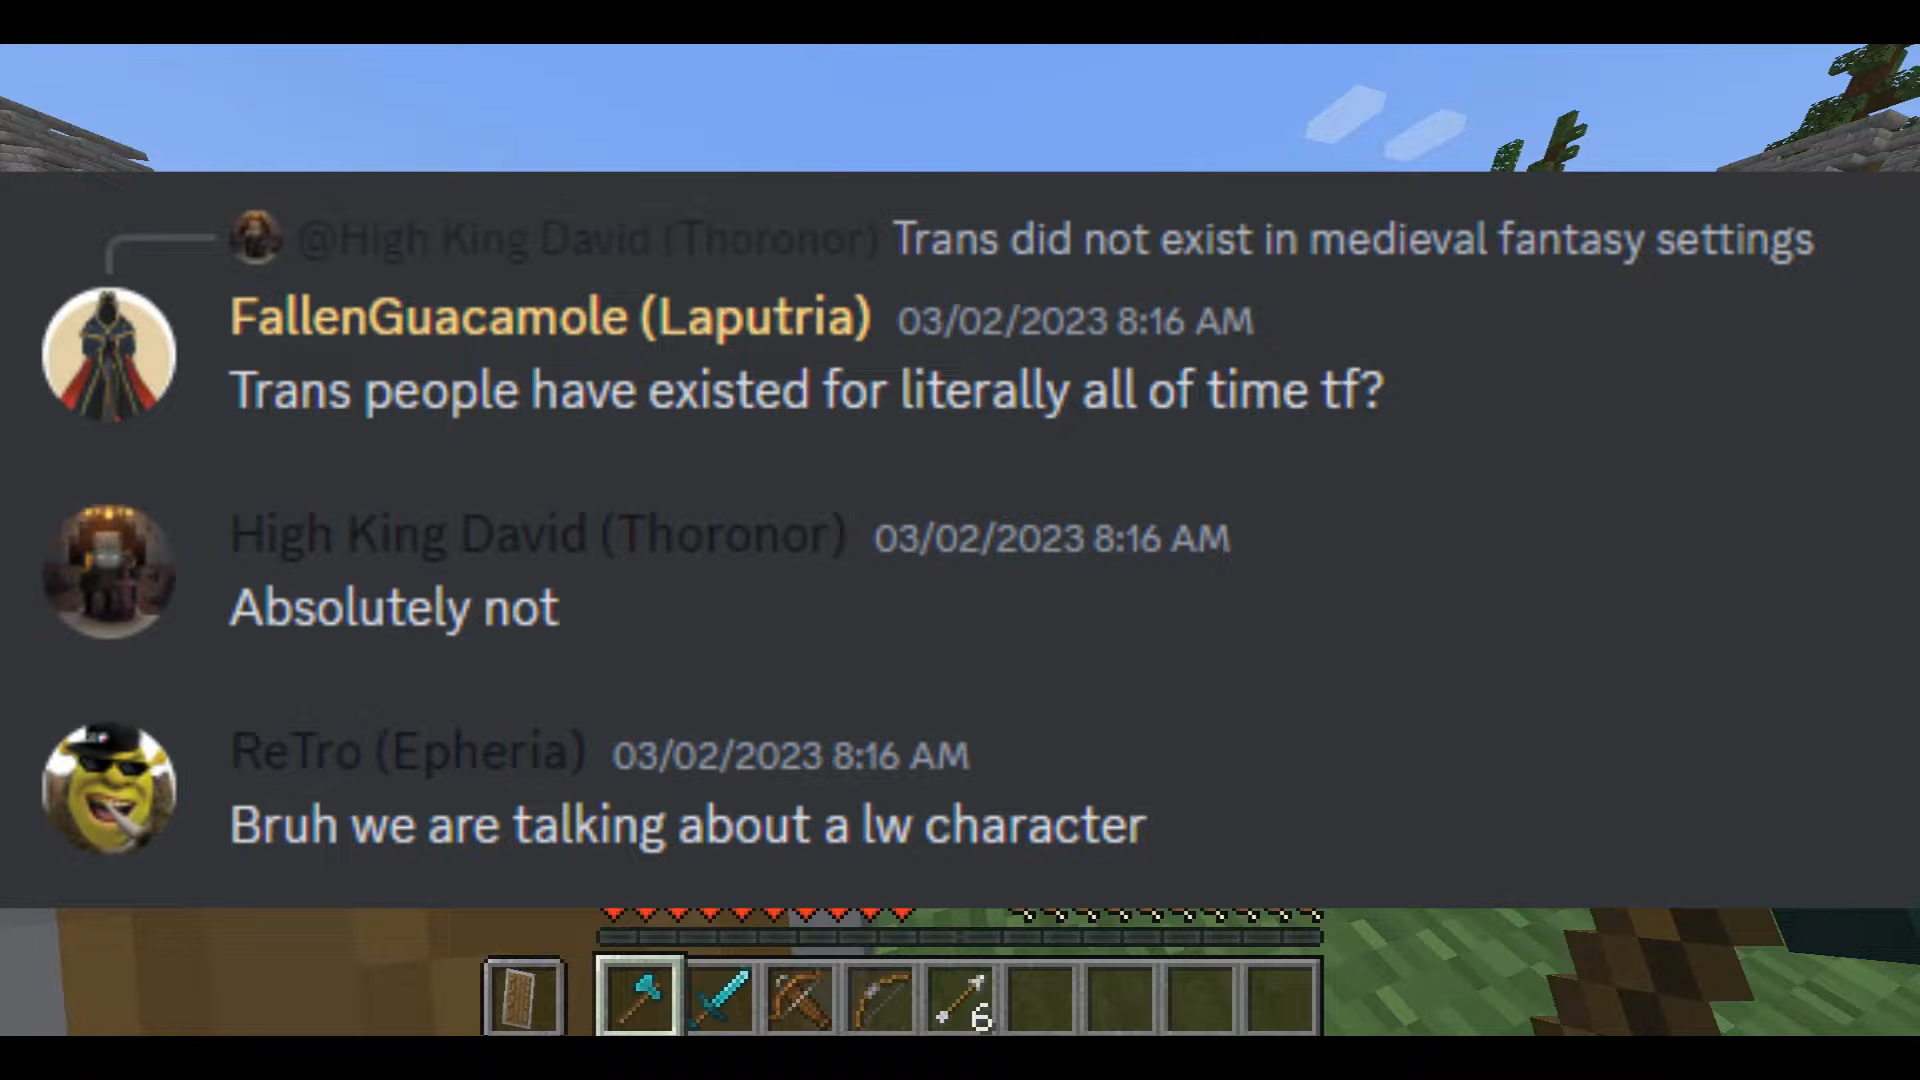 @High King David (Thoronor) Trans did not exist in medieval fantasy settings
FallenGuacamole (Laputria) 03/02/2023 8:16 AM
Trans people have existed for literally all of time tf?
High King David (Thoronor) 03/02/2023 8:16 AM
Absolutely not
ReTro (Epheria) 03/02/2023 8:16 AM
Bruh we are talking about a lw character
6